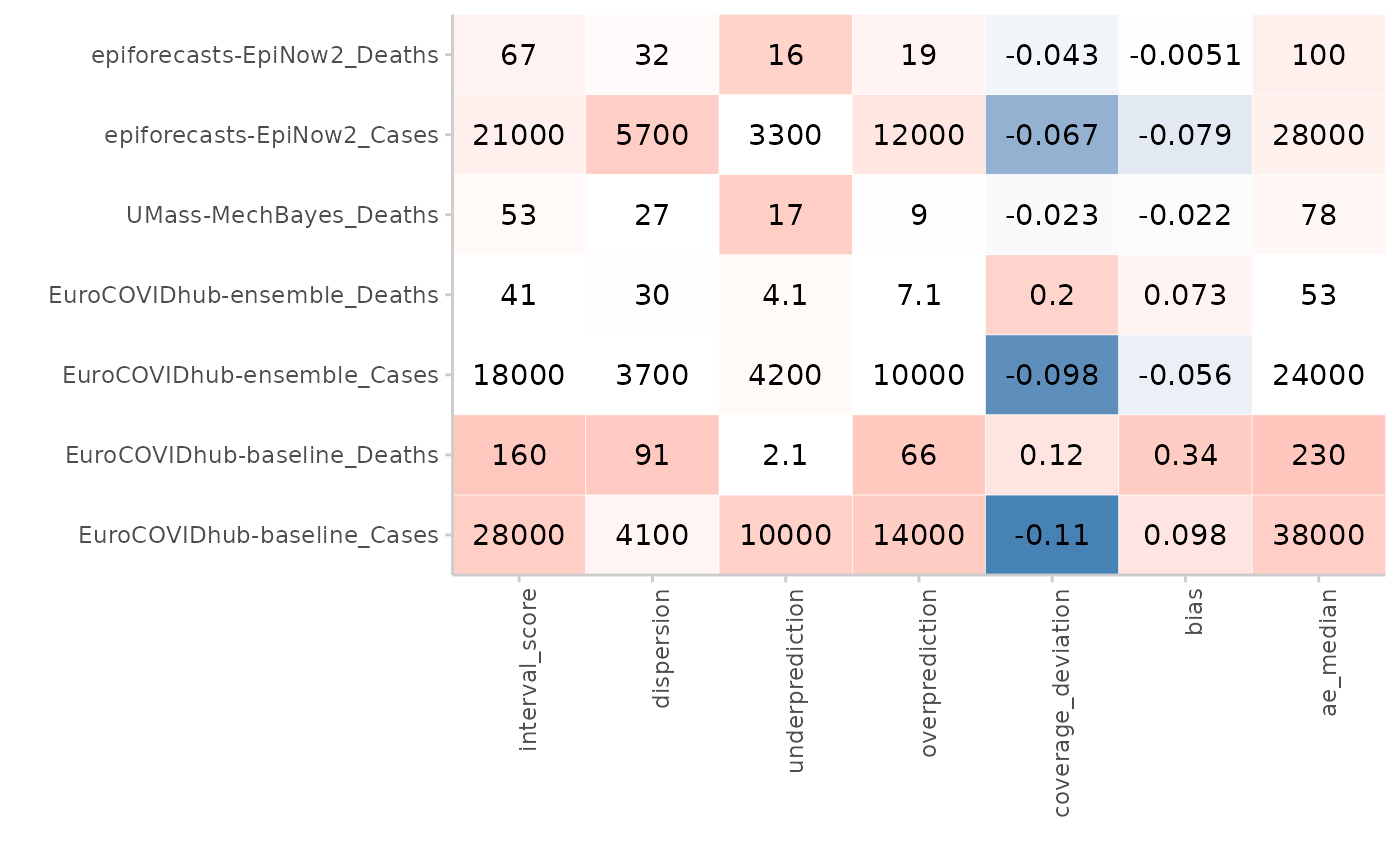 epiforecasts-EpiNow2_Deaths 67 32 16 19 -0.043 -0.0051 100
epiforecasts-EpiNow2_Cases 21000 5700 3300 12000 -0.067 -0.079 28000
UMass-MechBayes_Deaths 53 27 17 9 -0.023 -0.022 78
EuroCOVIDhub-ensemble_Deaths 41 30 4.1 7.1 0.2 0.073 53
EuroCOVIDhub-ensemble_Cases 18000 3700 4200 10000 -0.098 -0.056 24000
EuroCOVIDhub-baseline_Deaths 160 91 2.1 66 0.12 0.34 230
EuroCOVIDhub-baseline_Cases 28000 4100 10000 14000 -0.11 0.098 38000
interval_score
dispersion
underprediction
overprediction
coverage_deviation
bias
ae_median